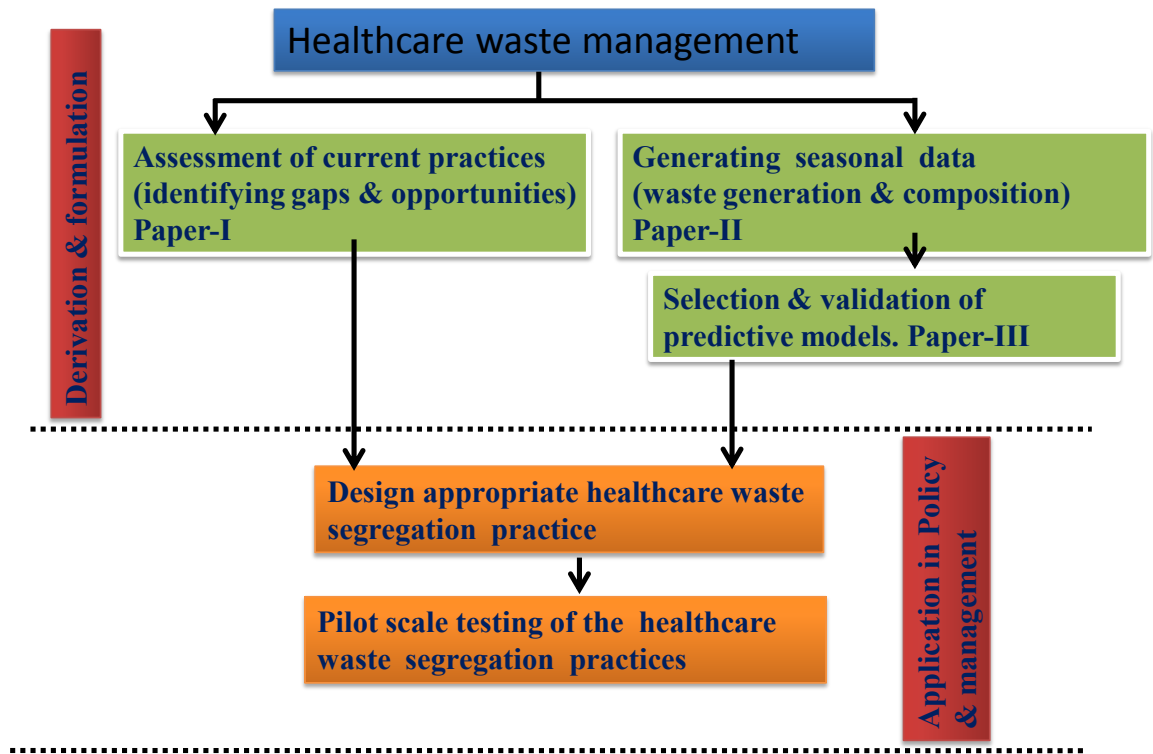 Healthcare waste management
Derivation & formulation
Assessment of current practices
(identifying gaps & opportunities)
Paper-I
Generating seasonal data
(waste generation & composition)
Paper-II
Selection & validation of
predictive models. Paper-III
Design appropriate healthcare waste
segregation practice
Pilot scale testing of the healthcare
waste segregation practices
Application in Policy
& management